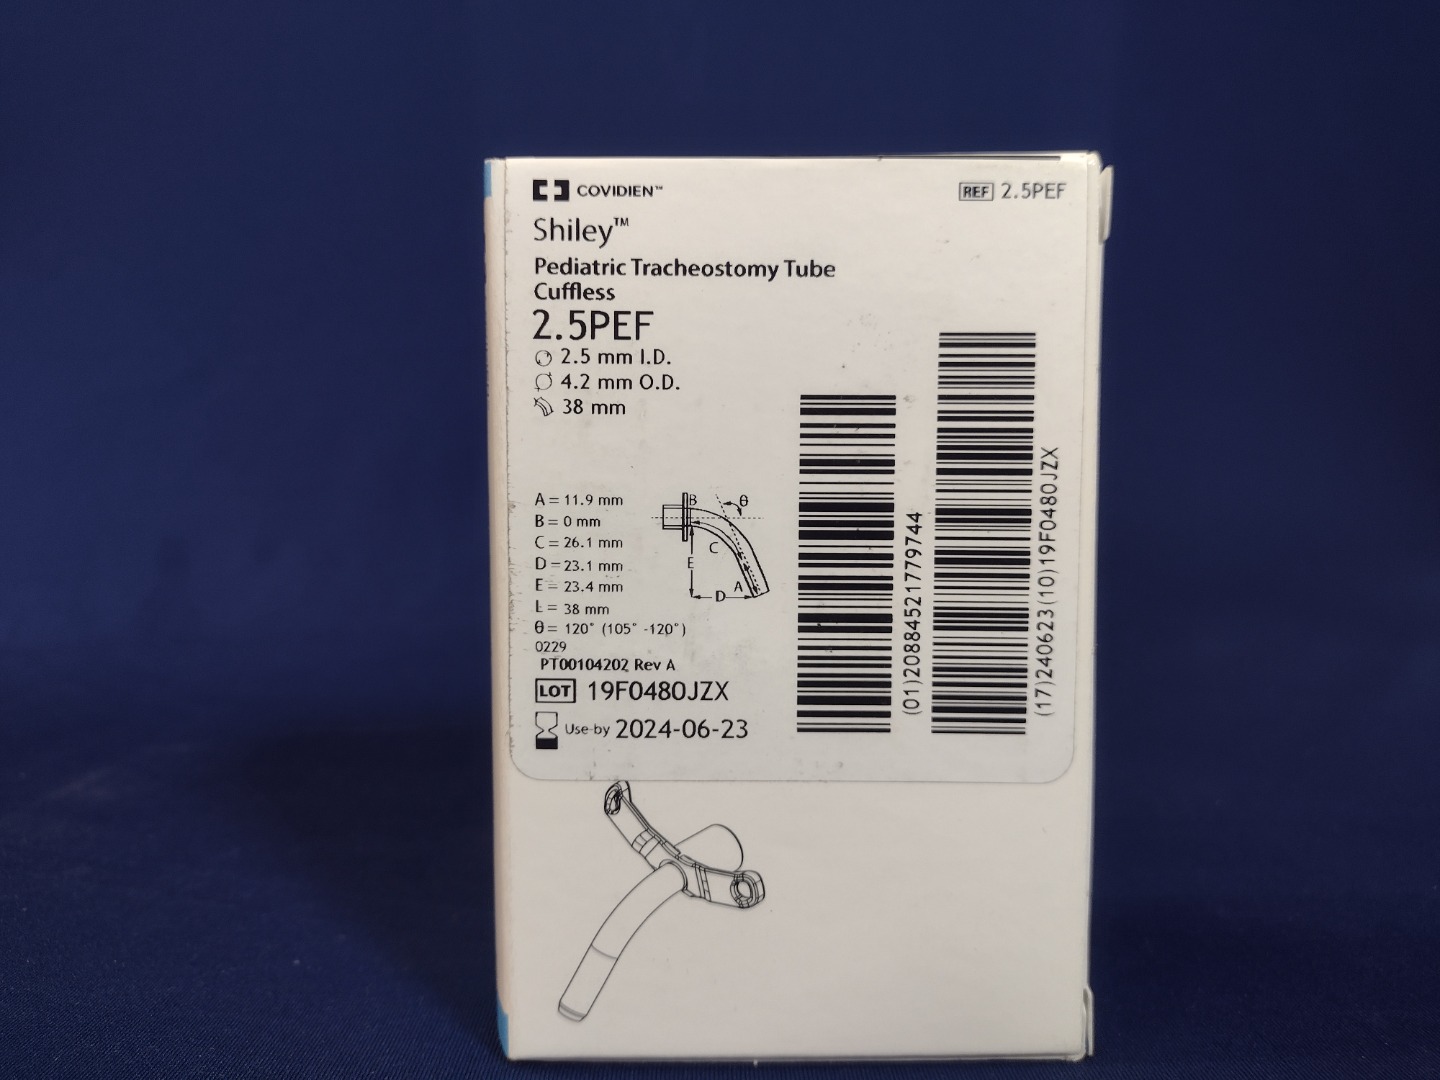 COVIDIEN™
REF 2.5PEF
Shiley™
Pediatric Tracheostomy Tube
Cuffless
2.5PEF
2.5 mm I.D.
4.2 mm O.D.
38 mm
A = 11.9 mm
B = 0 mm
C = 26.1 mm
D = 23.1 mm
E = 23.4 mm
L = 38 mm
θ = 120° (105° -120°)
B
θ
C
E
A
D
0229
PT00104202 Rev A
LOT 19F0480JZX
Use-by 2024-06-23
(01)20884521779744
(17)240623(10)19F0480JZX